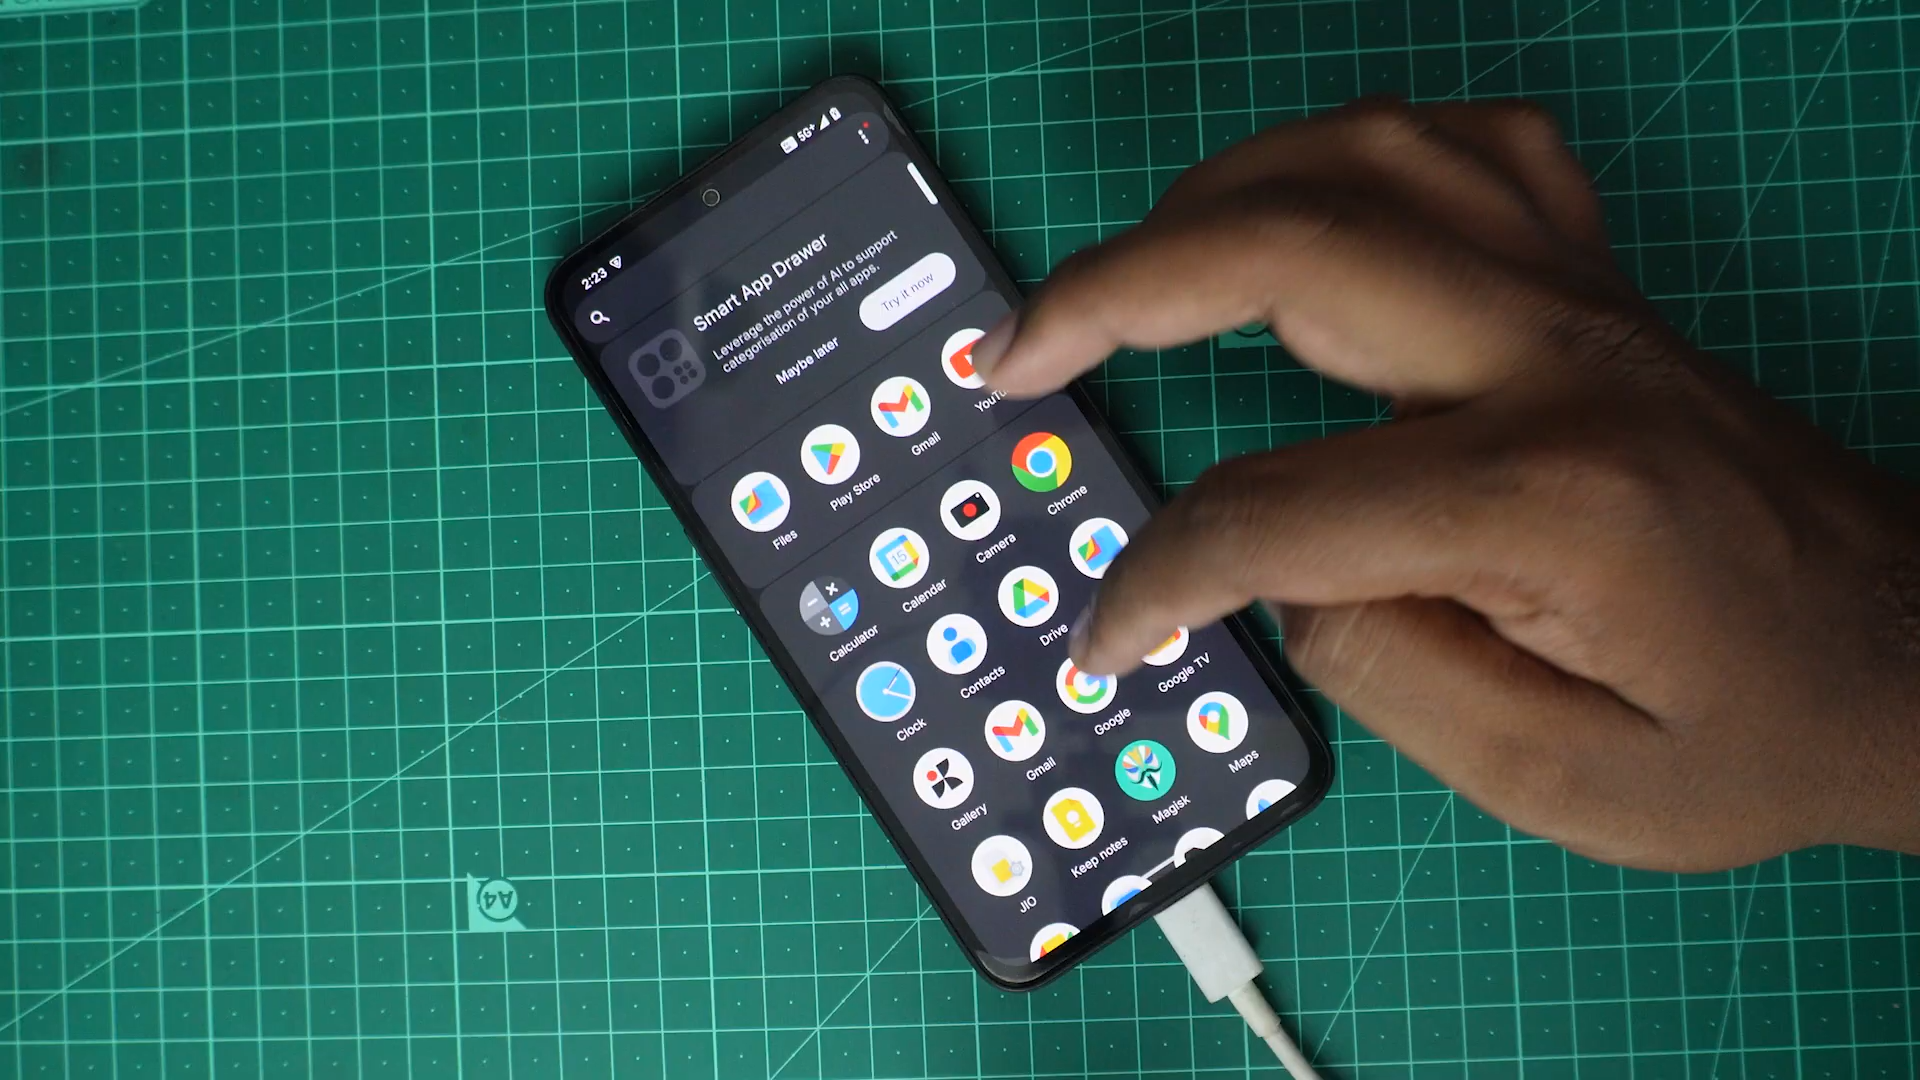 2:23
5G+
Smart App Drawer
Leverage the power of AI to support
categorisation of your all apps.
Maybe later
Try it now
Files
Play Store
Gmail
Calculator
Calendar
15
Camera
Chrome
Clock
Contacts
Drive
Gallery
Gmail
Google
Google TV
JIO
Keep notes
Magisk
Maps
A4